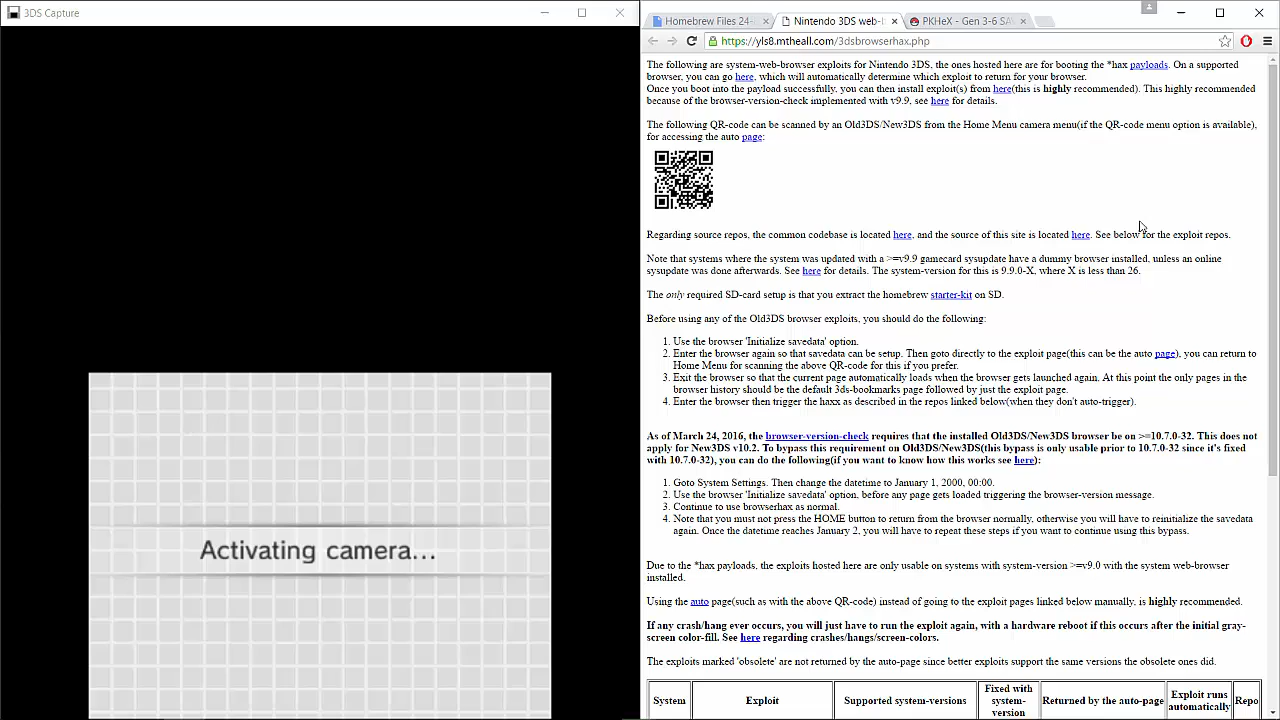 3DS Capture
Homebrew Files 24-
Nintendo 3DS web-b
PKHeX - Gen 3-6 SAV
https://yls8.mtheall.com/3dsbrowserhax.php
The following are system-web-browser exploits for Nintendo 3DS, the ones hosted here are for booting the *hax payloads. On a supported
browser, you can go here, which will automatically determine which exploit to return for your browser.
Once you boot into the payload successfully, you can then install exploit(s) from here(this is highly recommended). This highly recommended
because of the browser-version-check implemented with v9.9, see here for details.
The following QR-code can be scanned by an Old3DS/New3DS from the Home Menu camera menu(if the QR-code menu option is available),
for accessing the auto page:
Regarding source repos, the common codebase is located here, and the source of this site is located here. See below for the exploit repos.
Note that systems where the system was updated with a >=v9.9 gamecard sysupdate have a dummy browser installed, unless an online
sysupdate was done afterwards. See here for details. The system-version for this is 9.9.0-X, where X is less than 26.
The only required SD-card setup is that you extract the homebrew starter-kit on SD.
Before using any of the Old3DS browser exploits, you should do the following:
1. Use the browser 'Initialize savedata' option.
2. Enter the browser again so that savedata can be setup. Then goto directly to the exploit page(this can be the auto page), you can return to
Home Menu for scanning the above QR-code for this if you prefer.
3. Exit the browser so that the current page automatically loads when the browser gets launched again. At this point the only pages in the
browser history should be the default 3ds-bookmarks page followed by just the exploit page.
4. Enter the browser then trigger the haxx as described in the repos linked below(when they don't auto-trigger).
As of March 24, 2016, the browser-version-check requires that the installed Old3DS/New3DS browser be on >=10.7.0-32. This does not
apply for New3DS v10.2. To bypass this requirement on Old3DS/New3DS(this bypass is only usable prior to 10.7.0-32 since it's fixed
with 10.7.0-32), you can do the following(if you want to know how this works see here):
1. Goto System Settings. Then change the datetime to January 1, 2000, 00:00.
2. Use the browser 'Initialize savedata' option, before any page gets loaded triggering the browser-version message.
3. Continue to use browserhax as normal.
4. Note that you must not press the HOME button to return from the browser normally, otherwise you will have to reinitialize the savedata
again. Once the datetime reaches January 2, you will have to repeat these steps if you want to continue using this bypass.
Due to the *hax payloads, the exploits hosted here are only usable on systems with system-version >=v9.0 with the system web-browser
installed.
Using the auto page(such as with the above QR-code) instead of going to the exploit pages linked below manually, is highly recommended.
If any crash/hang ever occurs, you will just have to run the exploit again, with a hardware reboot if this occurs after the initial gray-
screen color-fill. See here regarding crashes/hangs/screen-colors.
The exploits marked 'obsolete' are not returned by the auto-page since better exploits support the same versions the obsolete ones did.
System Exploit Supported system-versions Fixed with system-version Returned by the auto-page Exploit runs automatically Repo
Activating camera...